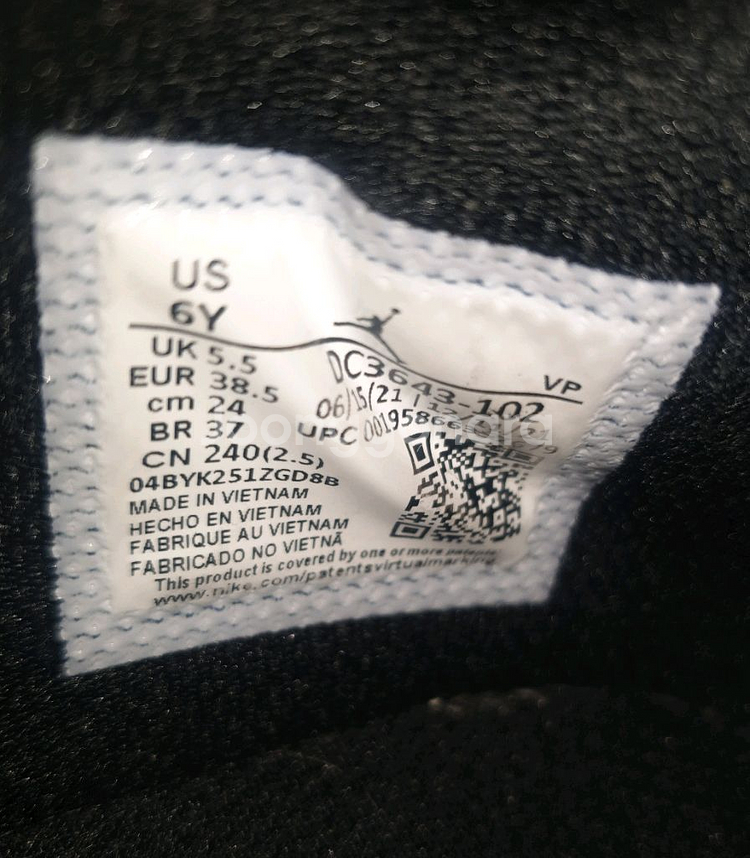 US
6Y
UK 5.5
EUR 38.5
cm 24
BR 37
CN 240(2.5)
04BYK251ZGD8B
MADE IN VIETNAM
HECHO EN VIETNAM
FABRIQUE AU VIETNAM
FABRICADO NO VIETNÃ
This product is covered by one or more patents
www.nike.com/patentsvirtualmarking
VP
DC3643-102
06/15/21
UPC